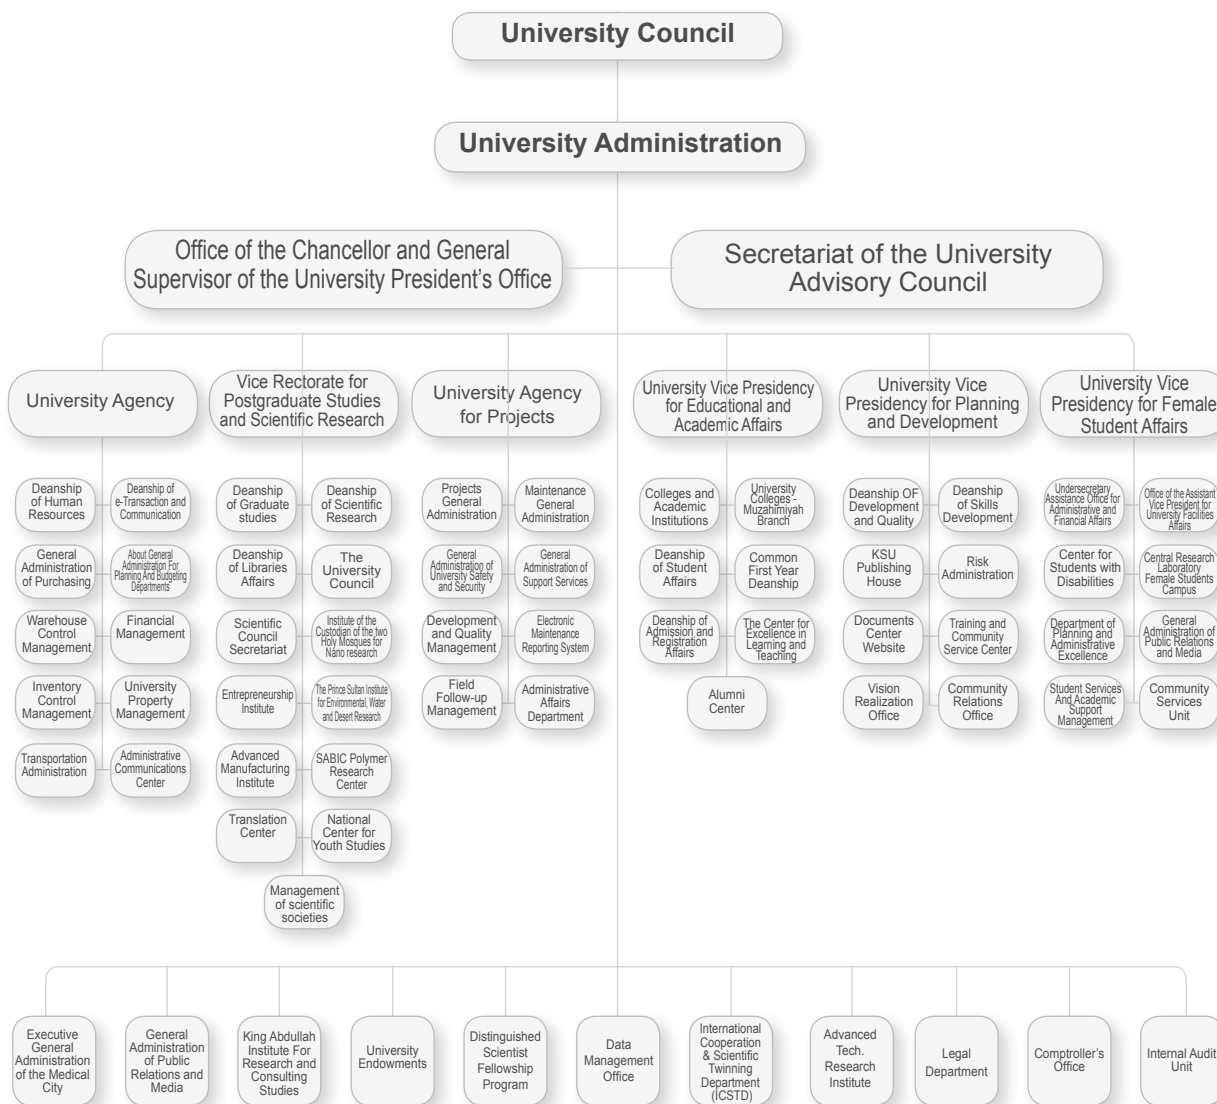 University Council
University Administration
Office of the Chancellor and General
Supervisor of the University President's Office
Secretariat of the University
Advisory Council
University Agency
Vice Rectorate for
Postgraduate Studies
and Scientific Research
University Agency
for Projects
University Vice Presidency
for Educational and
Academic Affairs
University Vice
Presidency for Planning
and Development
University Vice
Presidency for Female
Student Affairs
Deanship
of Human
Resources
Deanship of
e-Transaction and
Communication
General
Administration
of Purchasing
About General
Administration For
Planning And Budgeting
Departments
Warehouse
Control
Management
Financial
Management
Inventory
Control
Management
University
Property
Management
Transportation
Administration
Administrative
Communications
Center
Deanship
of Graduate
studies
Deanship
of Scientific
Research
Deanship
of Libraries
Affairs
The
University
Council
Scientific
Council
Secretariat
Institute of the
Custodian of the two
Holy Mosques for
Nano research
Entrepreneurship
Institute
The Prince Sultan Institute
for Environmental, Water
and Desert Research
Advanced
Manufacturing
Institute
SABIC Polymer
Research
Center
Translation
Center
National
Center for
Youth Studies
Management
of scientific
societies
Projects
General
Administration
Maintenance
General
Administration
General
Administration of
University Safety
and Security
General
Administration of
Support Services
Development
and Quality
Management
Electronic
Maintenance
Reporting System
Field
Follow-up
Management
Administrative
Affairs
Department
Colleges and
Academic
Institutions
University
Colleges -
Muzahimiyah
Branch
Deanship
of Student
Affairs
Common
First Year
Deanship
Deanship of
Admission and
Registration
Affairs
The Center for
Excellence in
Learning and
Teaching
Alumni
Center
Deanship OF
Development
and Quality
Deanship
of Skills
Development
KSU
Publishing
House
Risk
Administration
Documents
Center
Website
Training and
Community
Service Center
Vision
Realization
Office
Community
Relations
Office
Undersecretary
Assistance Office for
Administrative and
Financial Affairs
Office of the Assistant
Vice President for
University Facilities
Affairs
Center for
Students with
Disabilities
Central Research
Laboratory
Female Students
Campus
Department of
Planning and
Administrative
Excellence
General
Administration of
Public Relations
and Media
Student Services
And Academic
Support
Management
Community
Services
Unit
Executive
General
Administration
of the Medical
City
General
Administration
of Public
Relations and
Media
King Abdullah
Institute For
Research and
Consulting
Studies
University
Endowments
Distinguished
Scientist
Fellowship
Program
Data
Management
Office
International
Cooperation
& Scientific
Twinning
Department
(ICSTD)
Advanced
Tech.
Research
Institute
Legal
Department
Comptroller's
Office
Internal Audit
Unit